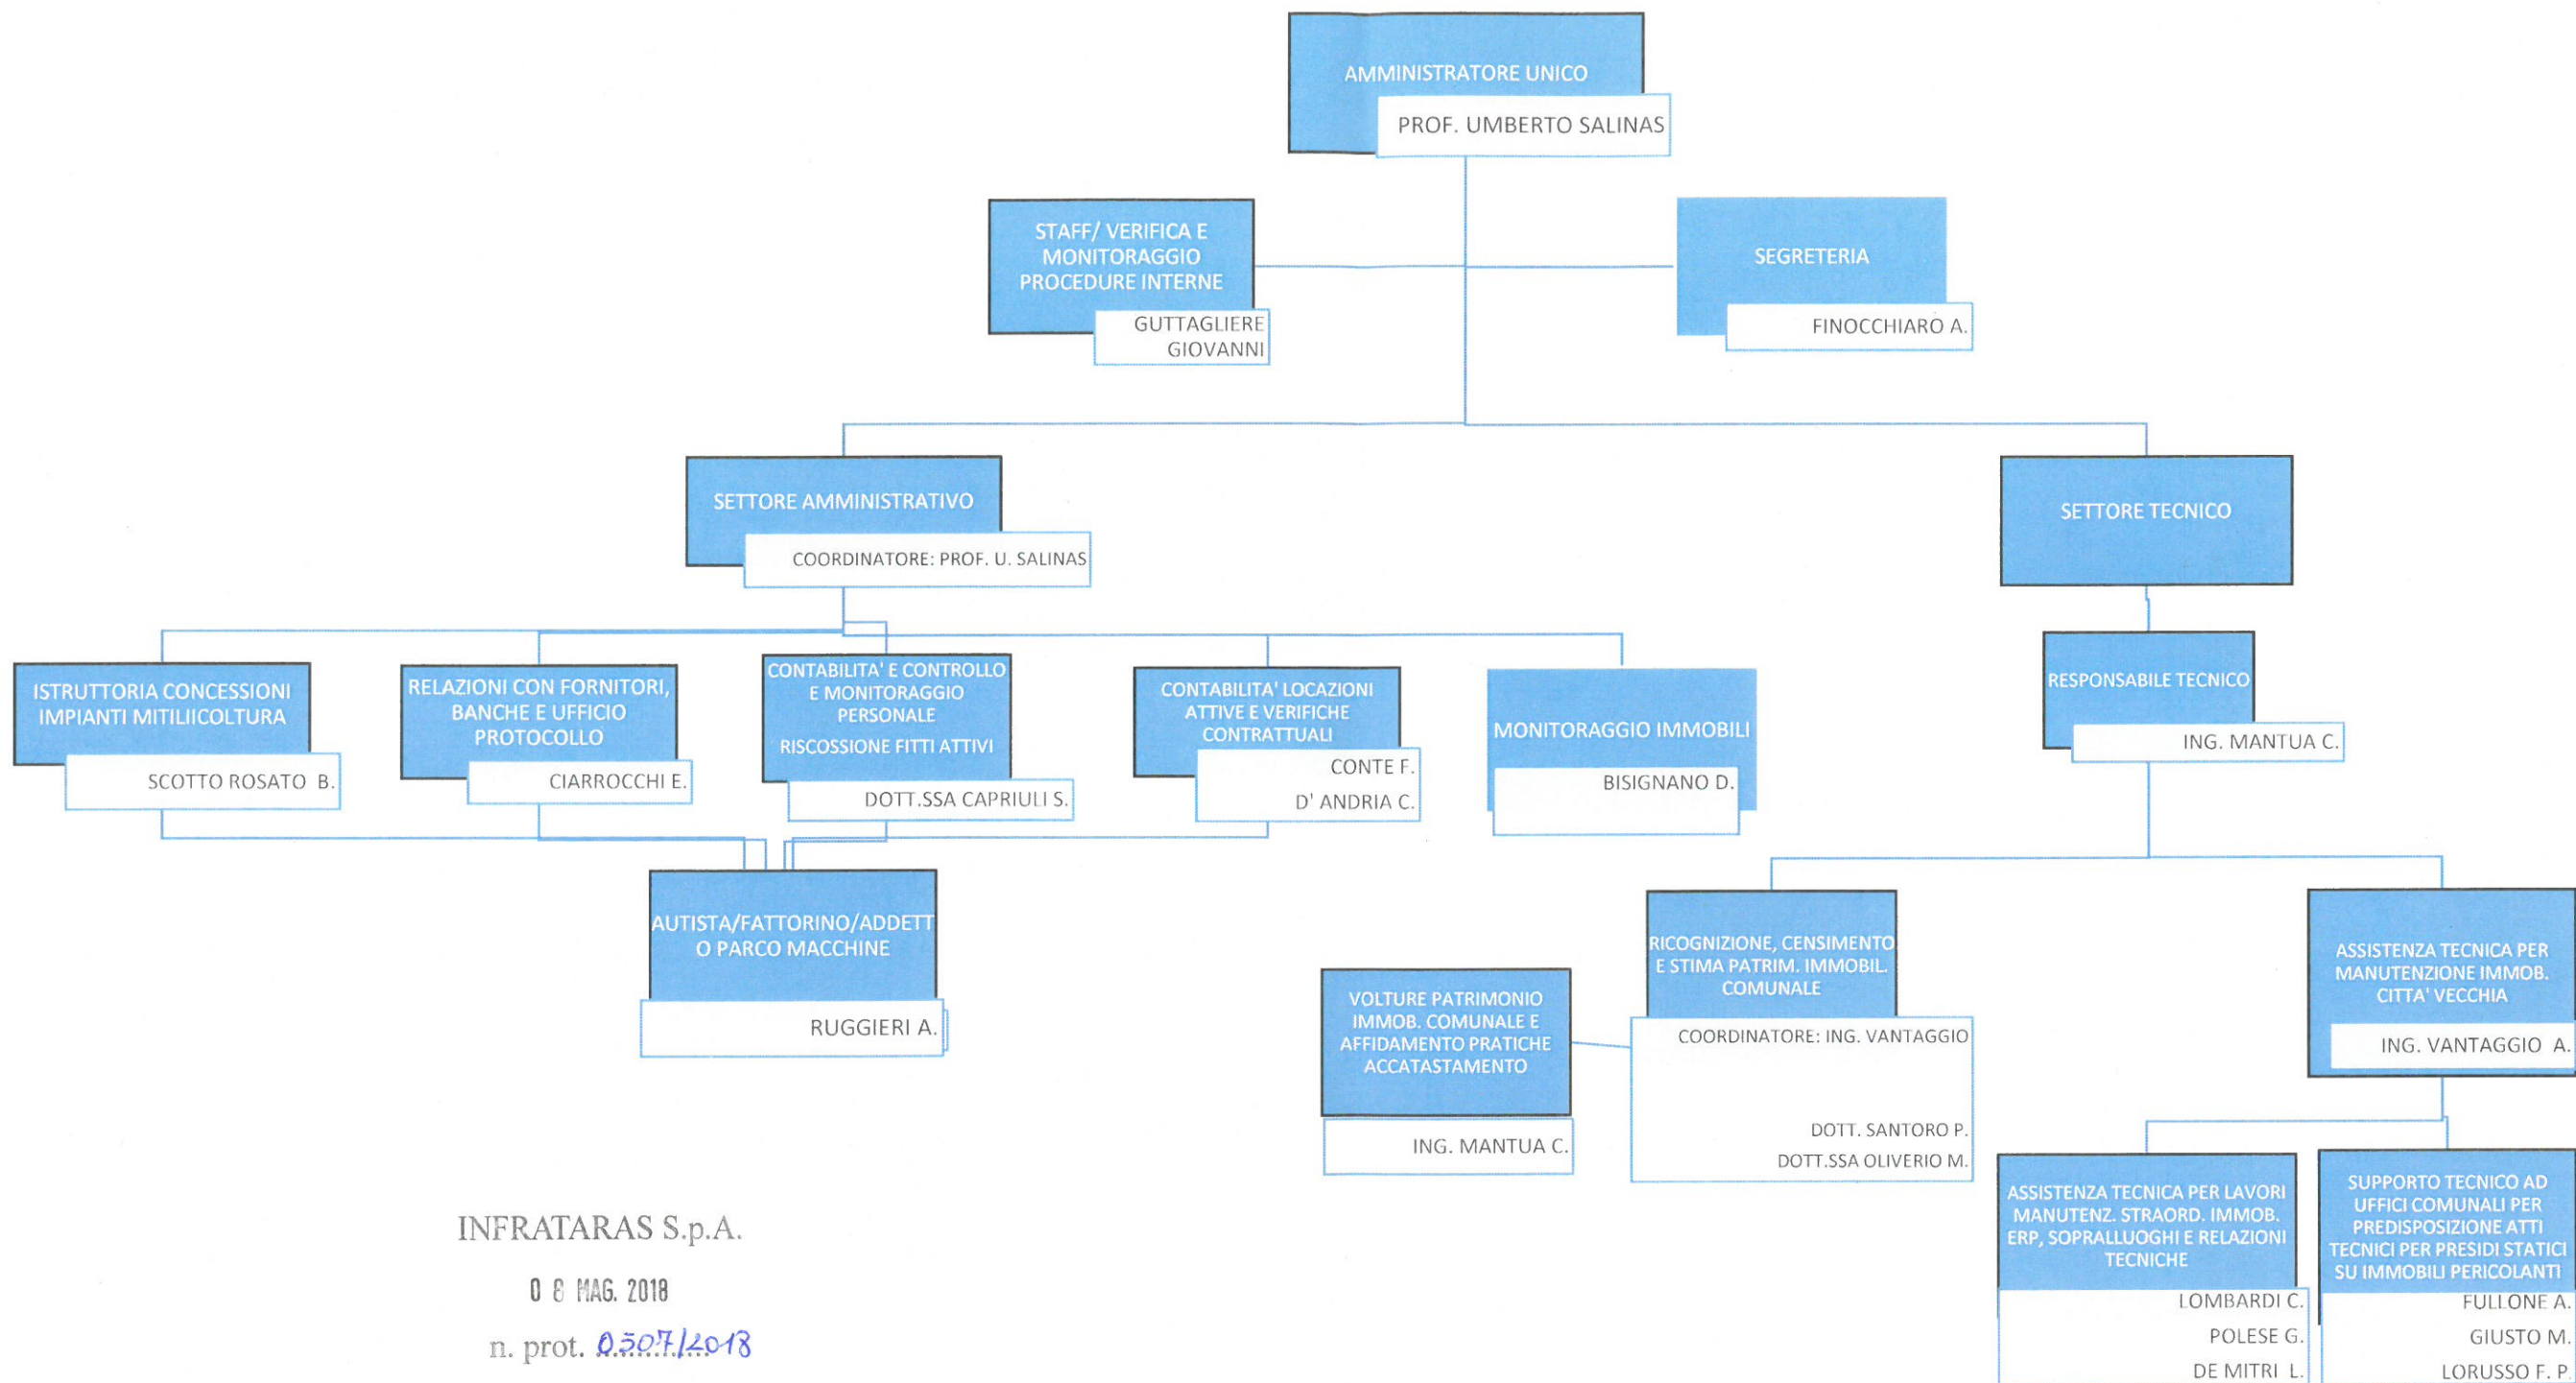 AMMINISTRATORE UNICO
PROF. UMBERTO SALINAS
STAFF/ VERIFICA E
MONITORAGGIO
PROCEDURE INTERNE
GUTTAGLIERE
GIOVANNI
SEGRETERIA
FINOCCHIARO A.
SETTORE AMMINISTRATIVO
COORDINATORE: PROF. U. SALINAS
SETTORE TECNICO
ISTRUTTORIA CONCESSIONI
IMPIANTI MITILIICOLTURA
SCOTTO ROSATO B.
RELAZIONI CON FORNITORI,
BANCHE E UFFICIO
PROTOCOLLO
CIARROCCHI E.
CONTABILITA' E CONTROLLO
E MONITORAGGIO
PERSONALE
RISCOSSIONE FITTI ATTIVI
DOTT.SSA CAPRIULI S.
CONTABILITA' LOCAZIONI
ATTIVE E VERIFICHE
CONTRATTUALI
CONTE F.
D' ANDRIA C.
MONITORAGGIO IMMOBILI
BISIGNANO D.
RESPONSABILE TECNICO
ING. MANTUA C.
AUTISTA/FATTORINO/ADDETT
O PARCO MACCHINE
RUGGIERI A.
VOLTURE PATRIMONIO
IMMOB. COMUNALE E
AFFIDAMENTO PRATICHE
ACCATASTAMENTO
ING. MANTUA C.
RICOGNIZIONE, CENSIMENTO
E STIMA PATRIM. IMMOBIL.
COMUNALE
COORDINATORE: ING. VANTAGGIO
DOTT. SANTORO P.
DOTT.SSA OLIVERIO M.
ASSISTENZA TECNICA PER
MANUTENZIONE IMMOB.
CITTA' VECCHIA
ING. VANTAGGIO A.
ASSISTENZA TECNICA PER LAVORI
MANUTENZ. STRAORD. IMMOB.
ERP, SOPRALLUOGHI E RELAZIONI
TECNICHE
LOMBARDI C.
POLESE G.
DE MITRI L.
SUPPORTO TECNICO AD
UFFICI COMUNALI PER
PREDISPOSIZIONE ATTI
TECNICI PER PRESIDI STATICI
SU IMMOBILI PERICOLANTI
FULLONE A.
GIUSTO M.
LORUSSO F. P.
INFRATARAS S.p.A.
0 8 MAG. 2018
n. prot. 0507/2018